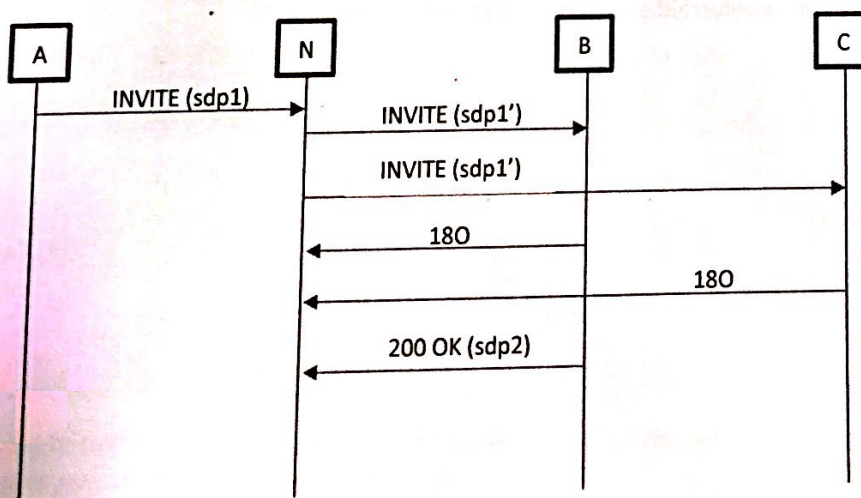 A
N
B
C
INVITE (sdp1)
INVITE (sdp1')
INVITE (sdp1')
18O
18O
200 OK (sdp2)